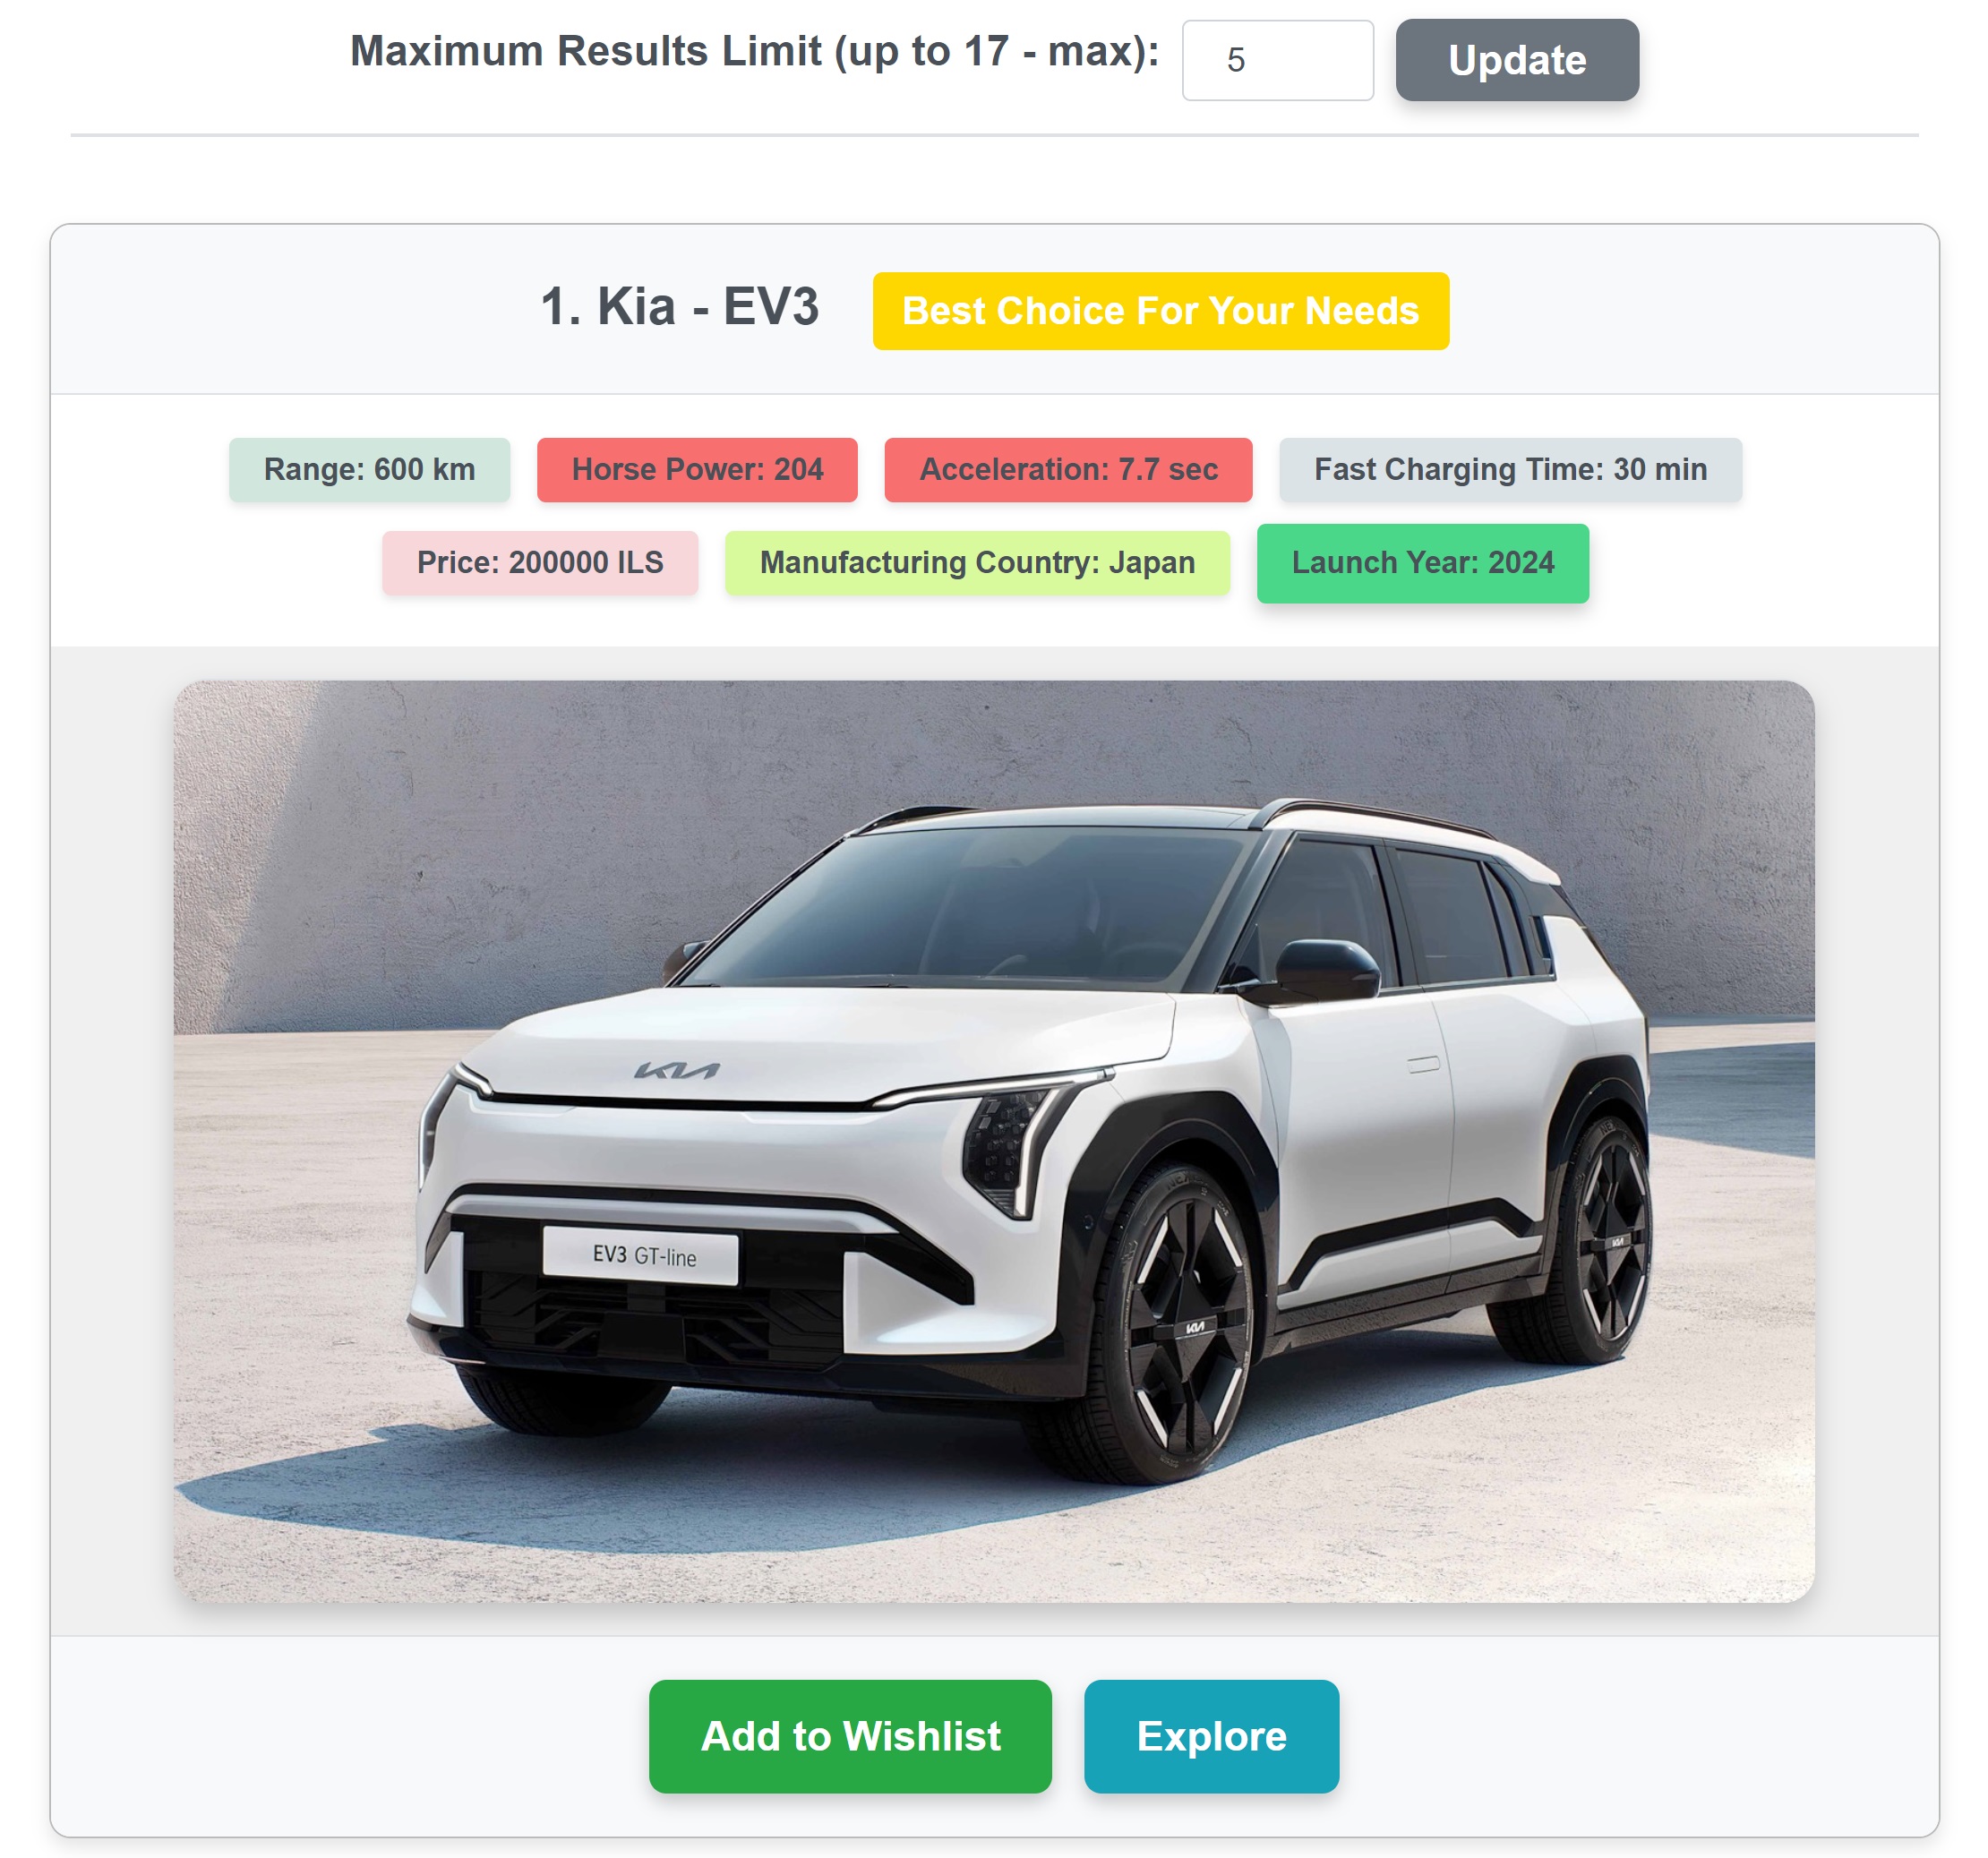 Maximum Results Limit (up to 17 - max): 5 Update
1. Kia - EV3 Best Choice For Your Needs
Range: 600 km Horse Power: 204 Acceleration: 7.7 sec Fast Charging Time: 30 min
Price: 200000 ILS Manufacturing Country: Japan Launch Year: 2024
KIA
EV3 GT-line
KIA
KIA
Add to Wishlist Explore